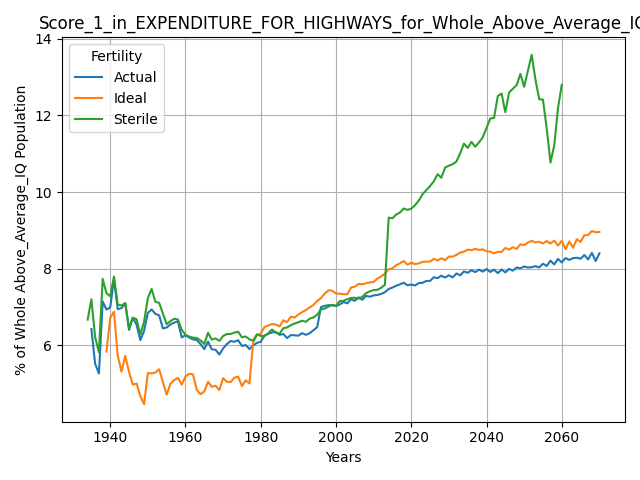 Score_1_in_EXPENDITURE_FOR_HIGHWAYS_for_Whole_Above_Average_IQ
Fertility
Actual
Ideal
Sterile
% of Whole Above_Average_IQ Population
14
12
10
8
6
1940
1960
1980
2000
2020
2040
2060
Years